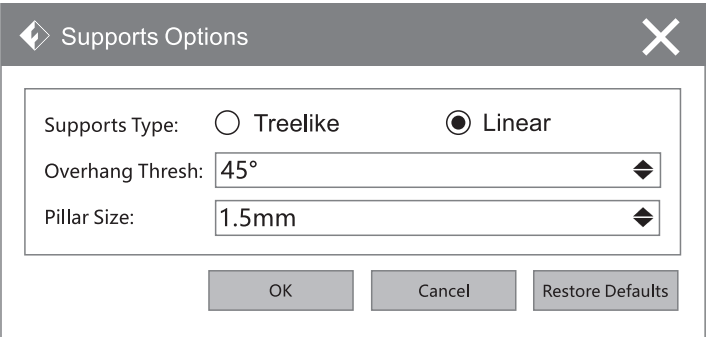 Supports Options
Supports Type: Treelike Linear
Overhang Thresh: 45°
Pillar Size: 1.5mm
OK Cancel Restore Defaults